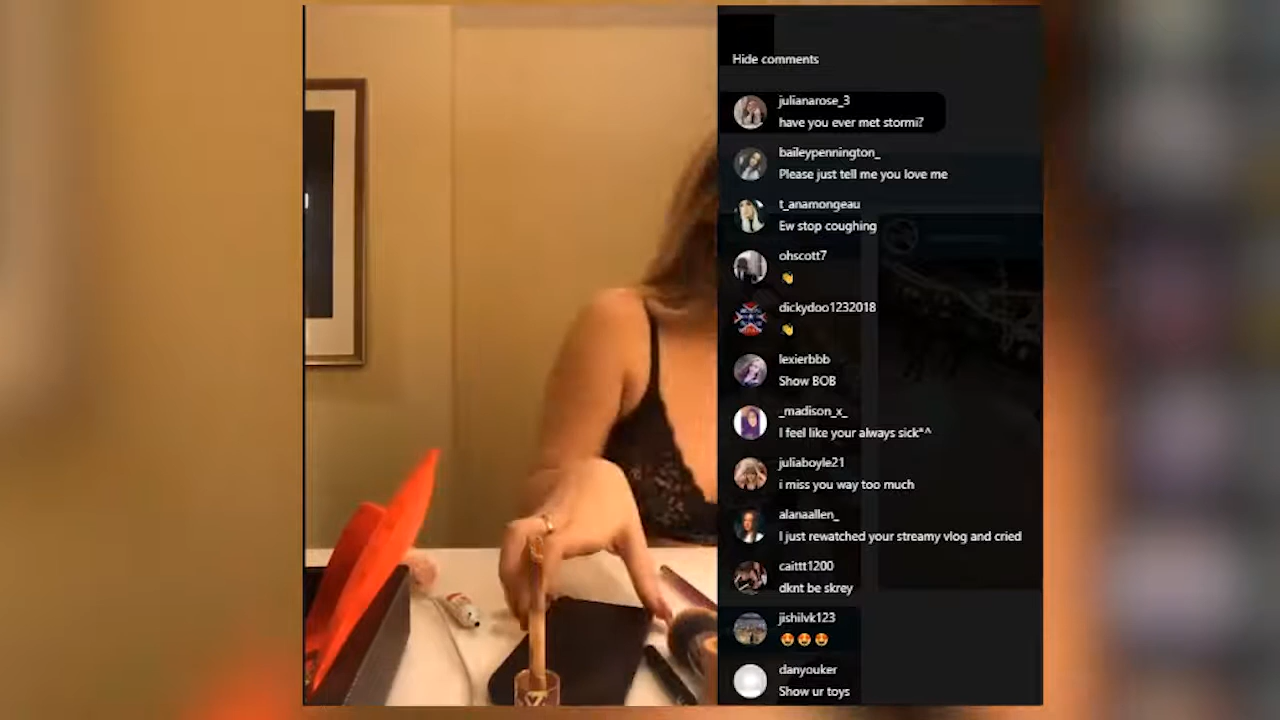 Hide comments
julianarose_3
have you ever met stormi?
baileypennington_
Please just tell me you love me
t_anamongeau
Ew stop coughing
ohscott7
👏
dickydoo1232018
👏
lexierbbb
Show BOB
_madison_x_
I feel like your always sick*^
juliaboyle21
i miss you way too much
alanaallen_
I just rewatched your streamy vlog and cried
caittt1200
dknt be skrey
jishilvk123
😍😍😍
danyouker
Show ur toys